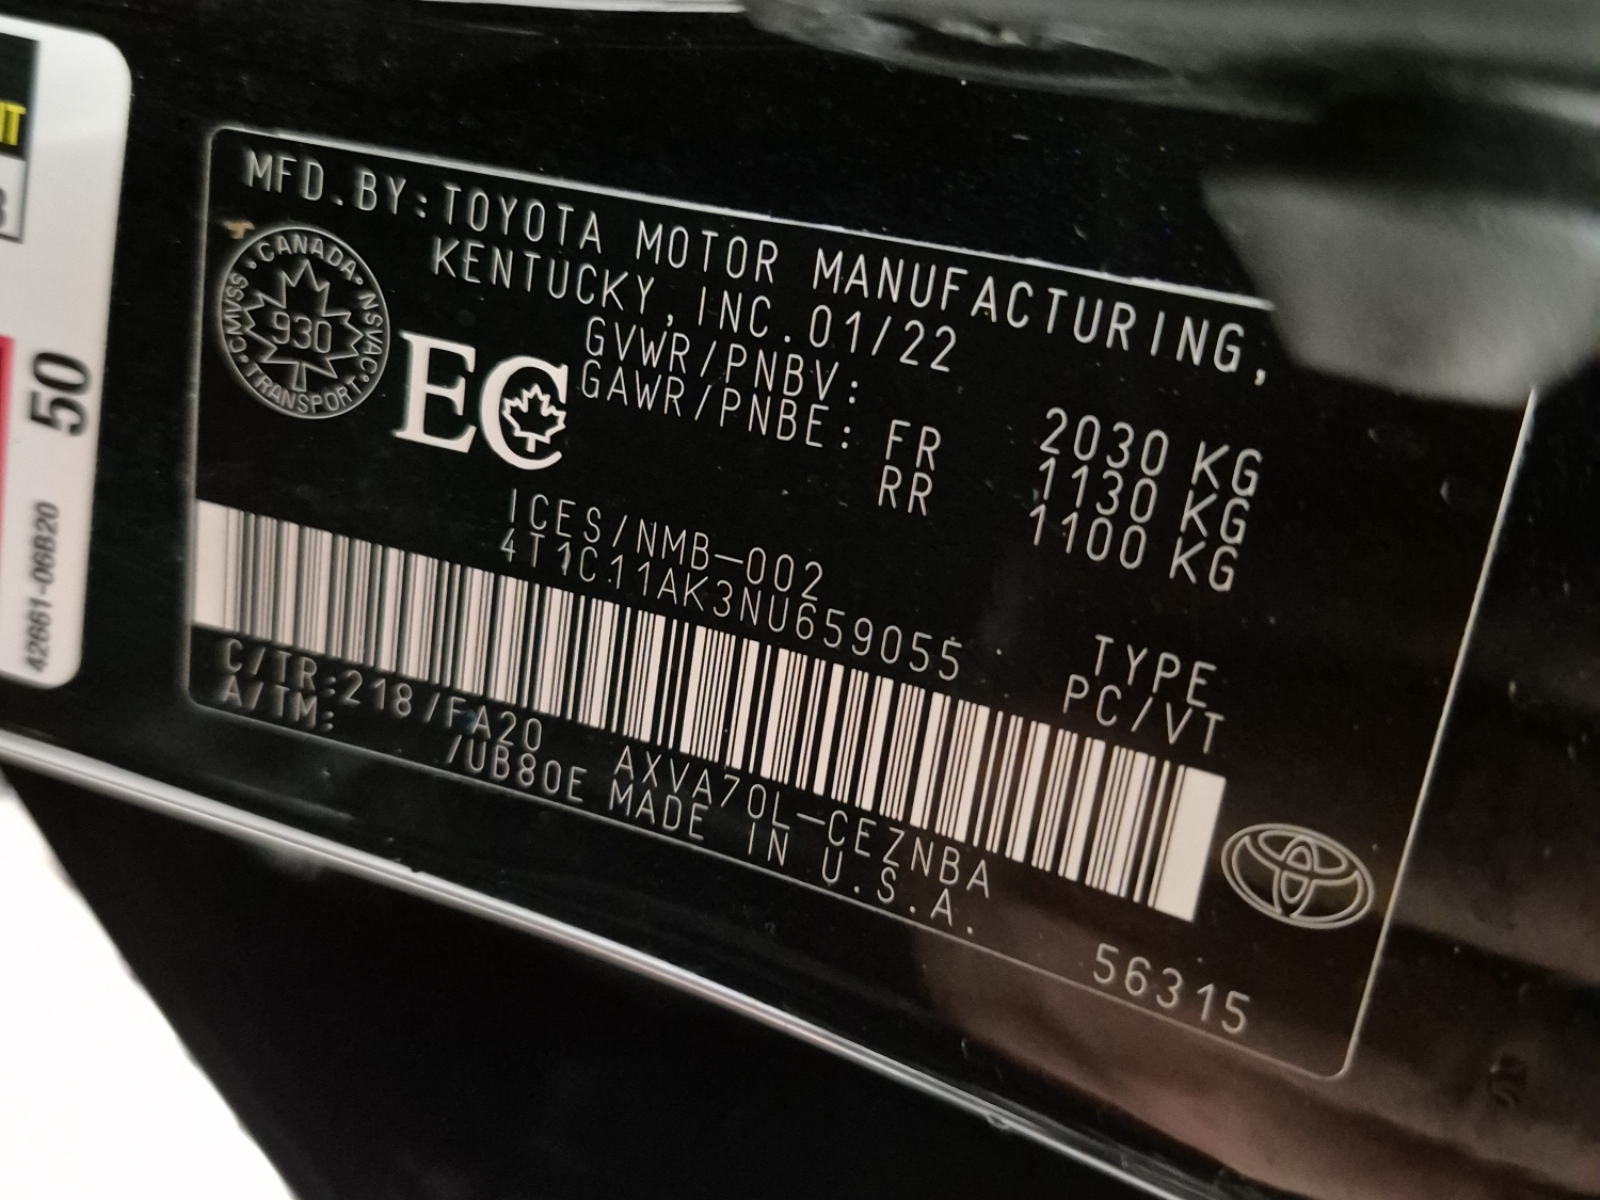 MFD.BY:TOYOTA MOTOR MANUFACTURING,
KENTUCKY,INC.01/22
CANADA • NSVAC • TRANSPORT • CMVSS •
930
EC
GVWR/PNBV: 2030 KG
GAWR/PNBE: FR 1130 KG
RR 1100 KG
ICES/NMB-002
4T1C11AK3NU659055
TYPE
PC/VT
C/TR:218/FA20 AXVA70L-CEZNBA
A/TM: /UB80E MADE IN U.S.A.
56315
50
42661-06B20